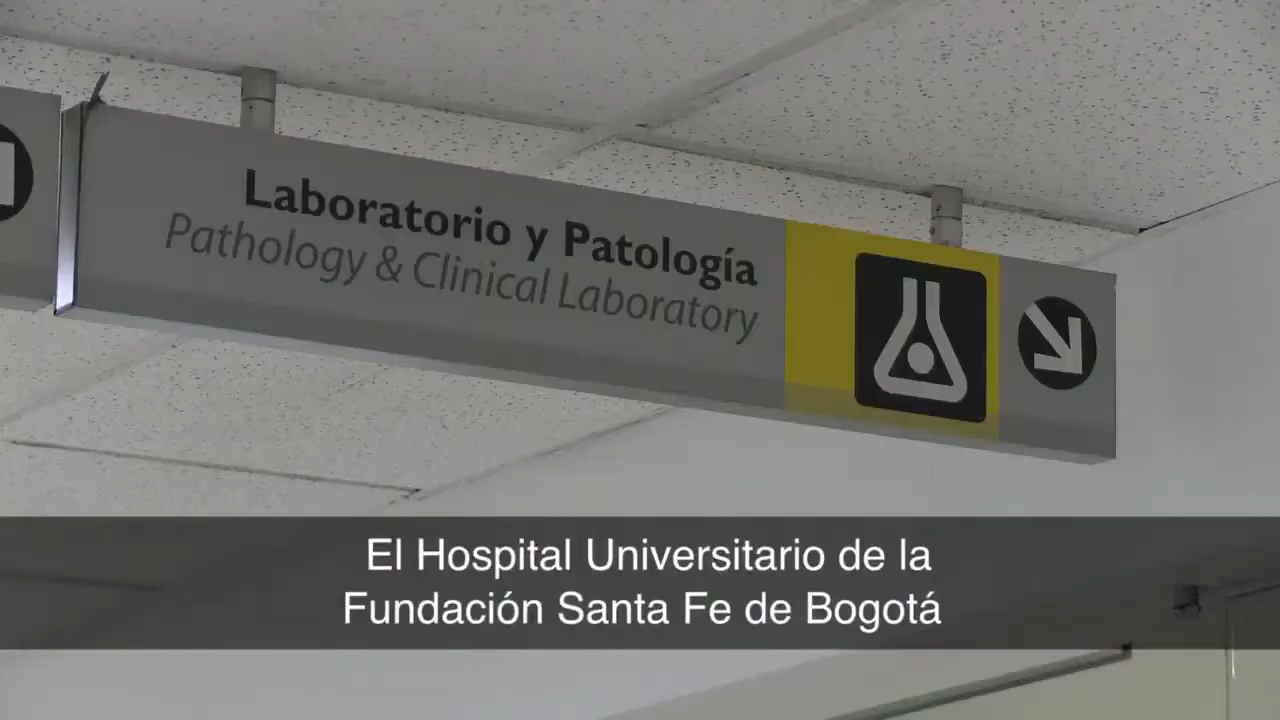 Laboratorio y Patología
Pathology & Clinical Laboratory
El Hospital Universitario de la
Fundación Santa Fe de Bogotá